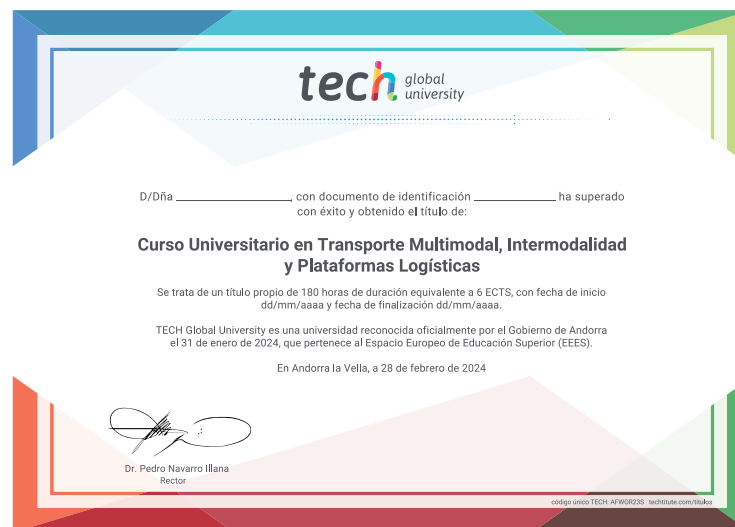 tech global
university
D/Dña ____________, con documento de identificación ____________ ha superado
con éxito y obtenido el título de:
Curso Universitario en Transporte Multimodal, Intermodalidad
y Plataformas Logísticas
Se trata de un título propio de 180 horas de duración equivalente a 6 ECTS, con fecha de inicio
dd/mm/aaaa y fecha de finalización dd/mm/aaaa.
TECH Global University es una universidad reconocida oficialmente por el Gobierno de Andorra
el 31 de enero de 2024, que pertenece al Espacio Europeo de Educación Superior (EEES).
En Andorra la Vella, a 28 de febrero de 2024
Dr. Pedro Navarro Illana
Rector
código único TECH: AFWOR23S techtitute.com/titulos